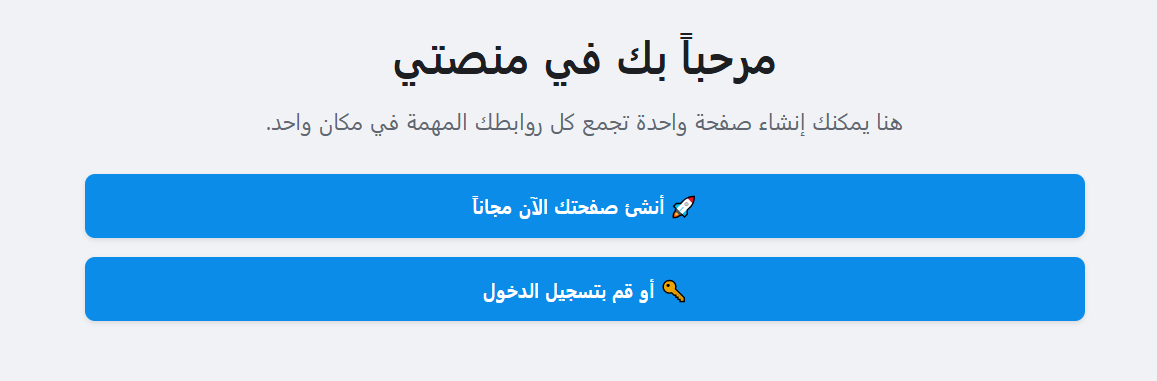 مرحباً بك في منصتي
هنا يمكنك إنشاء صفحة واحدة تجمع كل روابطك المهمة في مكان واحد.
🚀 أنشئ صفحتك الآن مجاناً
🔑 أو قم بتسجيل الدخول